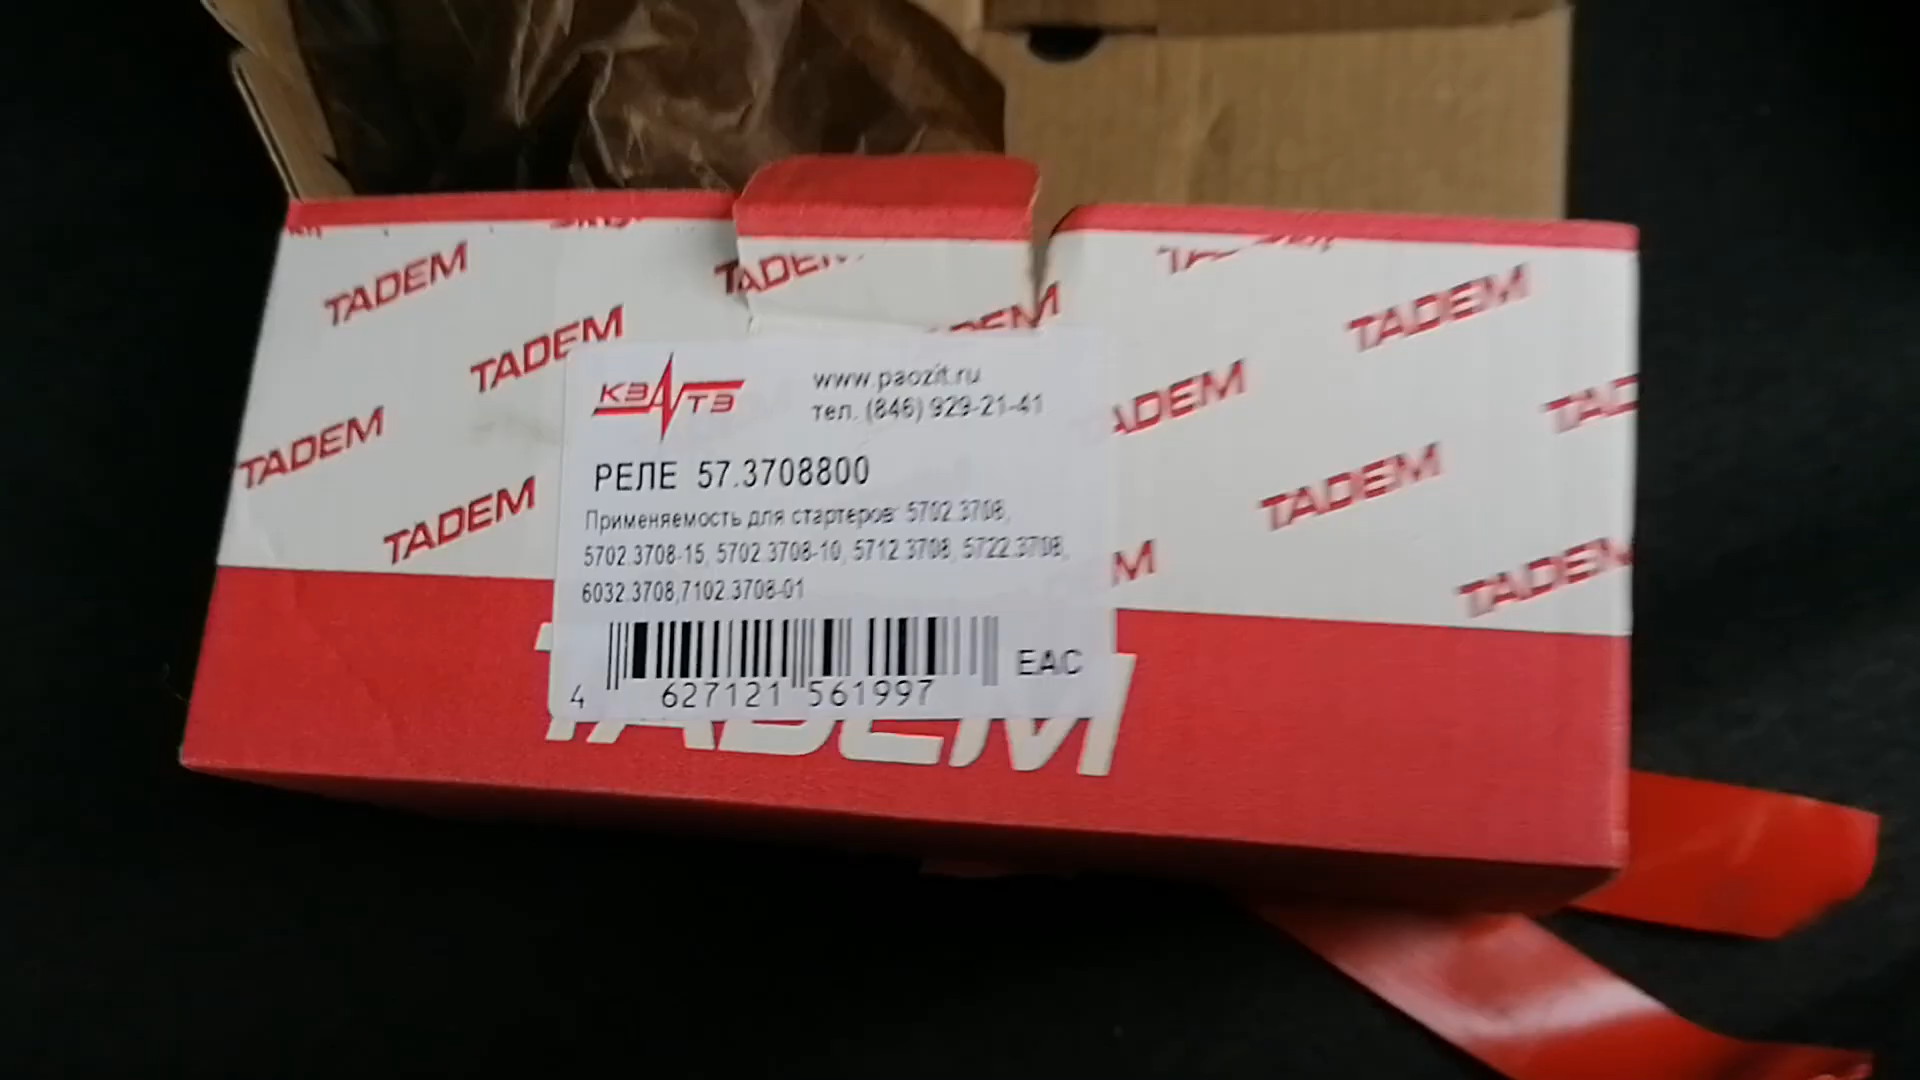 TADEM
TADEM
TADEM
TADEM
TADEM
TADEM
TADEM
TADEM
TADEM
КЗАТЭ
www.paozit.ru
тел. (846) 929-21-41
РЕЛЕ 57.3708800
Применяемость для стартеров: 5702.3708,
5702.3708-15, 5702.3708-10, 5712.3708, 5722.3708,
6032.3708,7102.3708-01
4 627121 561997
EAC
TADEM